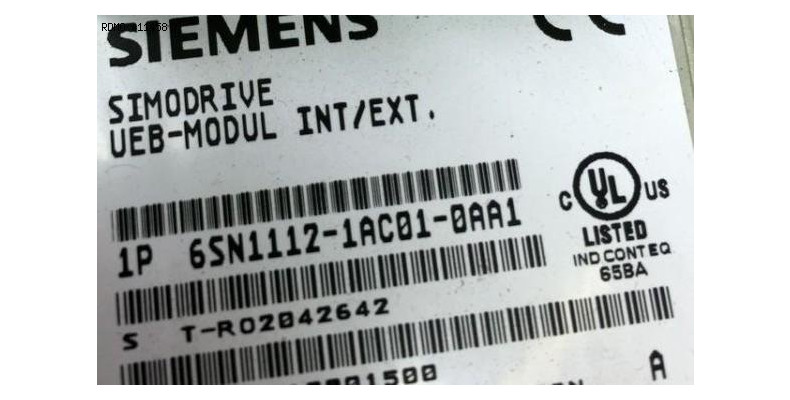 SIEMENS
SIMODRIVE
UEB-MODUL INT/EXT.
1P 6SN1112-1AC01-0AA1
C UL US
LISTED
IND CONT EQ
65BA
S T-R02042642
A